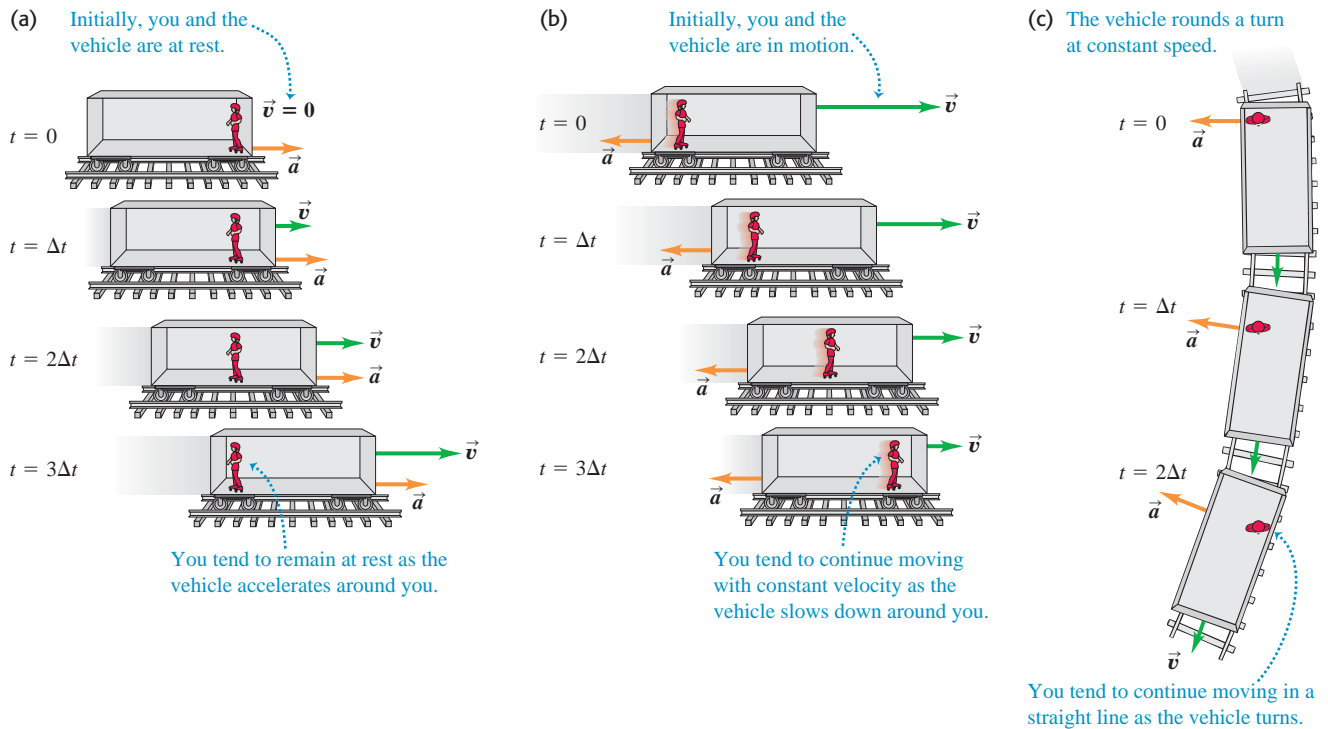 (a) Initially, you and the
vehicle are at rest.
t = 0
v⃗ = 0
a⃗
t = Δt
v⃗
a⃗
t = 2Δt
v⃗
a⃗
t = 3Δt
v⃗
a⃗
You tend to remain at rest as the
vehicle accelerates around you.
(b) Initially, you and the
vehicle are in motion.
t = 0
v⃗
a⃗
t = Δt
v⃗
a⃗
t = 2Δt
v⃗
a⃗
t = 3Δt
v⃗
a⃗
You tend to continue moving
with constant velocity as the
vehicle slows down around you.
(c) The vehicle rounds a turn
at constant speed.
t = 0
a⃗
t = Δt
a⃗
t = 2Δt
a⃗
v⃗
You tend to continue moving in a
straight line as the vehicle turns.